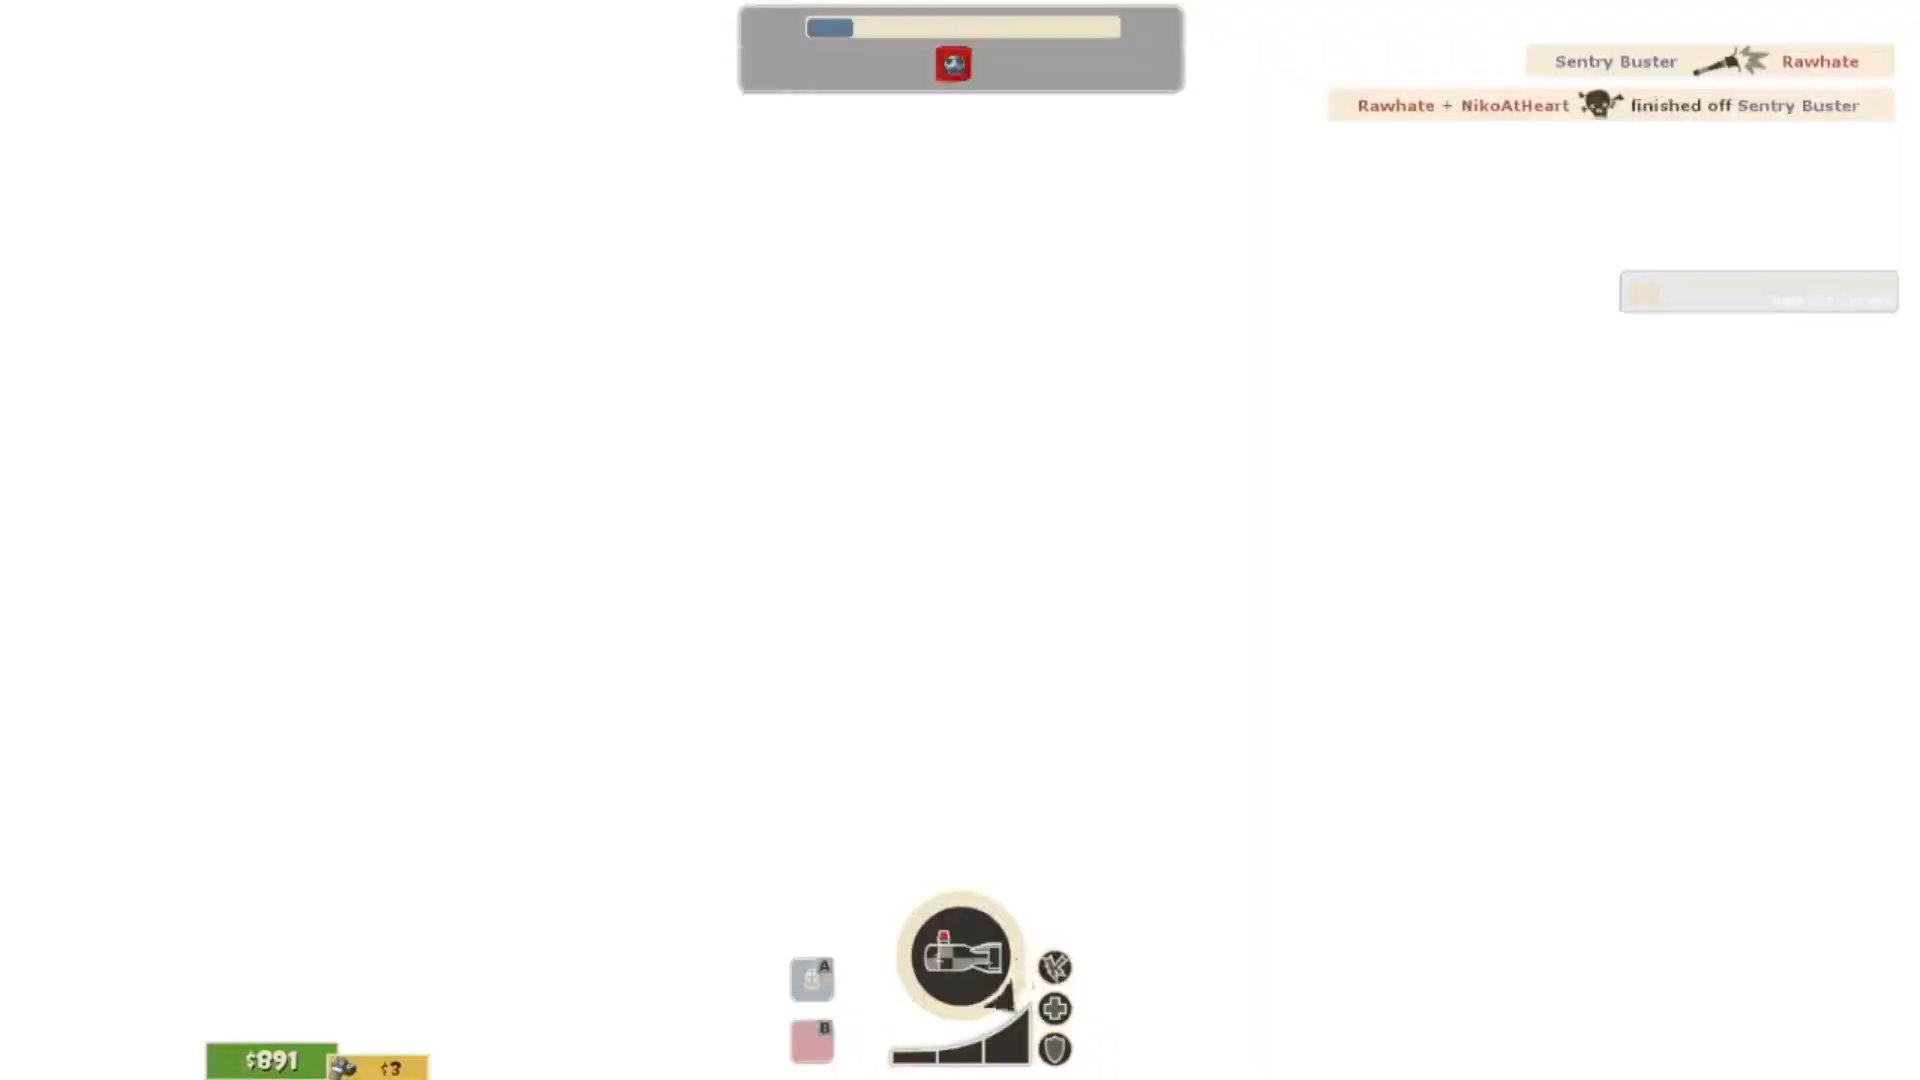 Sentry Buster Rawhate
Rawhate + NikoAtHeart finished off Sentry Buster
A
B
$891
$3